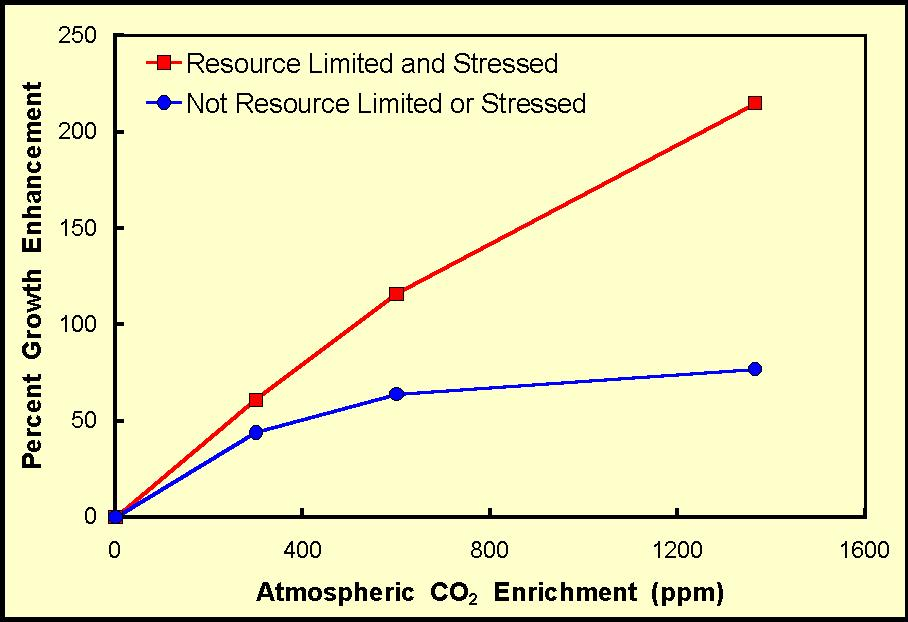 250
200
150
100
50
0
Percent Growth Enhancement
Resource Limited and Stressed
Not Resource Limited or Stressed
0 400 800 1200 1600
Atmospheric CO₂ Enrichment (ppm)